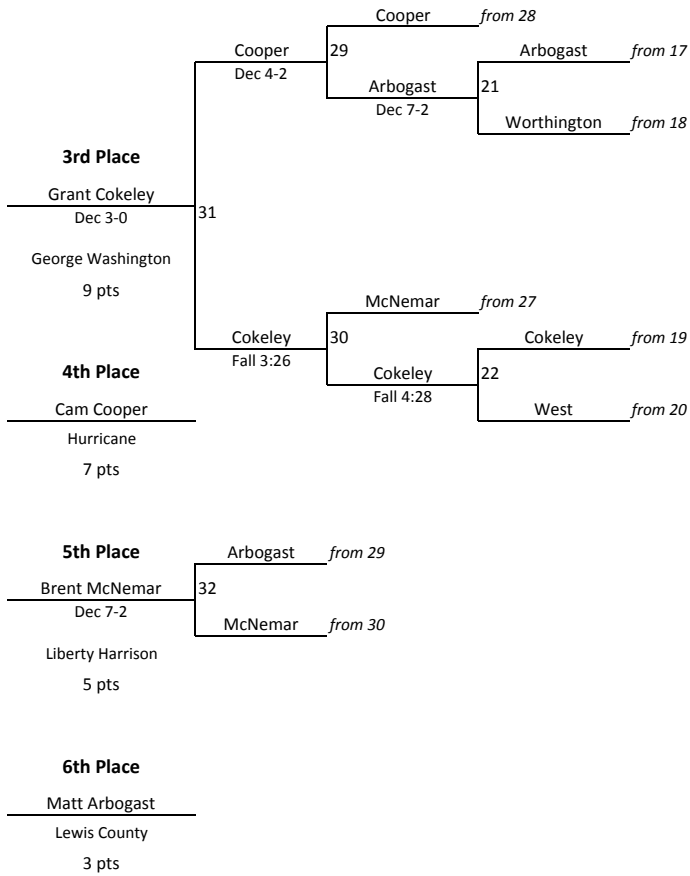 Cooper from 28
Cooper 29 Arbogast from 17
Dec 4-2
Arbogast 21
Dec 7-2
Worthington from 18
3rd Place
Grant Cokeley
31
Dec 3-0
George Washington
9 pts
McNemar from 27
Cokeley 30 Cokeley from 19
Fall 3:26
4th Place
Cokeley 22
Fall 4:28
Cam Cooper West from 20
Hurricane
7 pts
5th Place Arbogast from 29
Brent McNemar 32
Dec 7-2
McNemar from 30
Liberty Harrison
5 pts
6th Place
Matt Arbogast
Lewis County
3 pts